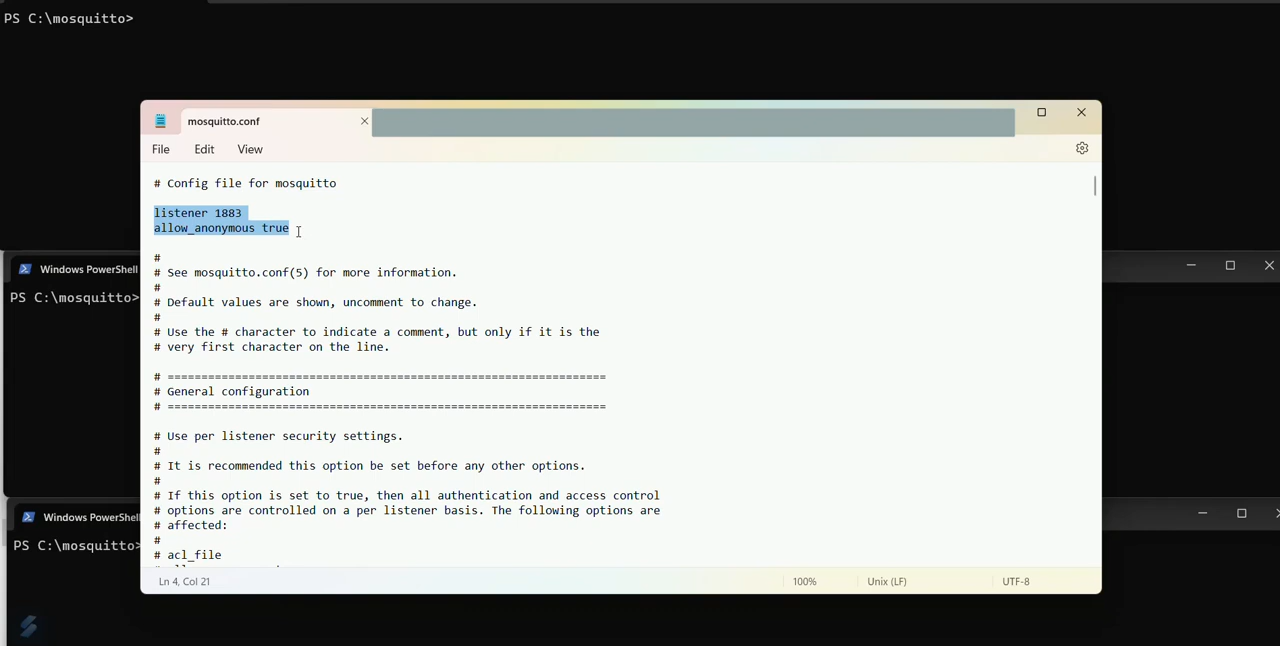 PS C:\mosquitto>
mosquitto.conf
File Edit View
# Config file for mosquitto
listener 1883
allow_anonymous true
#
# See mosquitto.conf(5) for more information.
#
# Default values are shown, uncomment to change.
#
# Use the # character to indicate a comment, but only if it is the
# very first character on the line.
# =================================================================
# General configuration
# =================================================================
# Use per listener security settings.
#
# It is recommended this option be set before any other options.
#
# If this option is set to true, then all authentication and access control
# options are controlled on a per listener basis. The following options are
# affected:
#
# acl_file
Ln 4, Col 21 100% Unix (LF) UTF-8
Windows PowerShell
PS C:\mosquitto>
Windows PowerShell
PS C:\mosquitto>